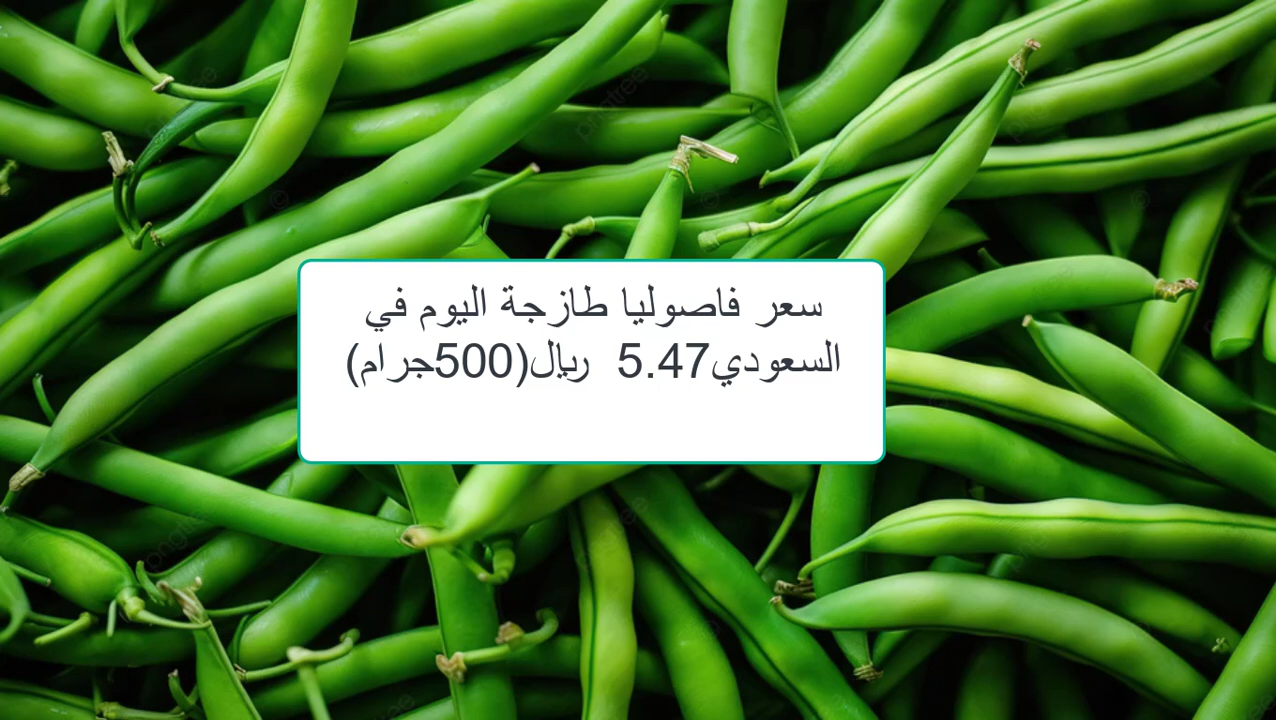 سعر فاصوليا طازجة اليوم في
السعودي5.47 ريال(500جرام)